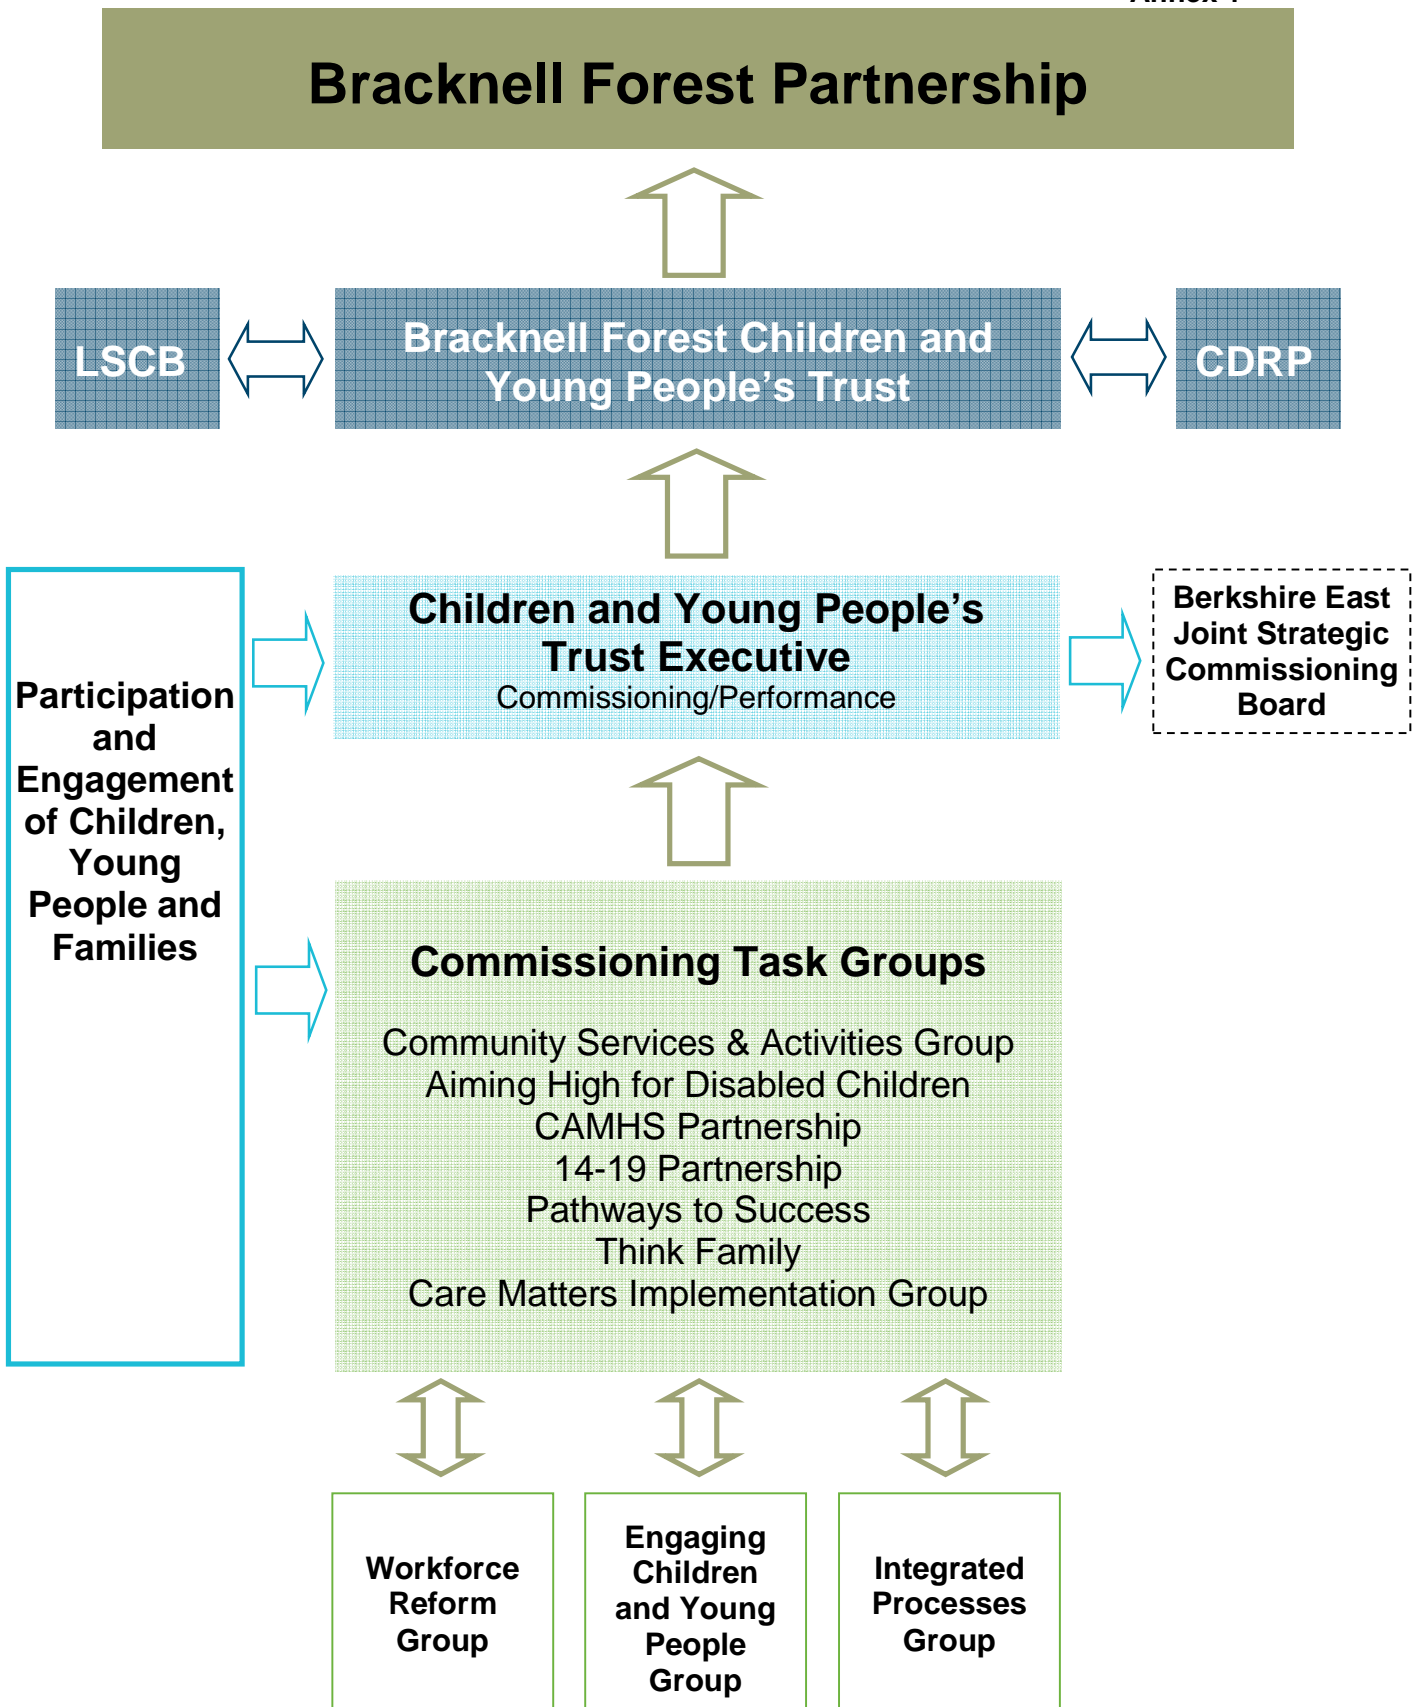 Annex
Bracknell Forest Partnership
LSCB
Bracknell Forest Children and
Young People's Trust
CDRP
Participation
and
Engagement
of Children,
Young
People and
Families
Children and Young People's
Trust Executive
Commissioning/Performance
Berkshire East
Joint Strategic
Commissioning
Board
Commissioning Task Groups
Community Services & Activities Group
Aiming High for Disabled Children
CAMHS Partnership
14-19 Partnership
Pathways to Success
Think Family
Care Matters Implementation Group
Workforce
Reform
Group
Engaging
Children
and Young
People
Group
Integrated
Processes
Group